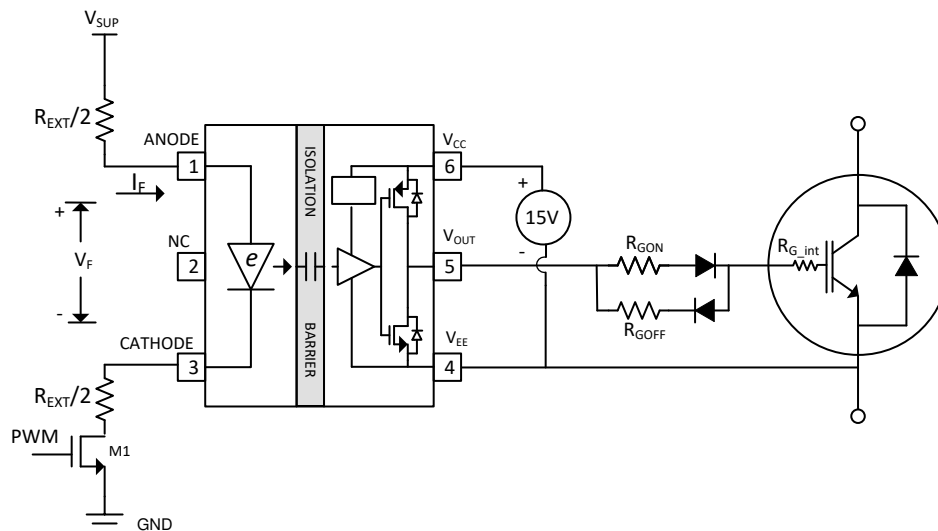 VSUP
REXT/2
ANODE
1
IF
+
VF
-
NC
2
CATHODE
3
REXT/2
PWM
M1
GND
e
ISOLATION
BARRIER
VCC
6
+
15V
-
VOUT
5
VEE
4
RGON
RGOFF
RG_int